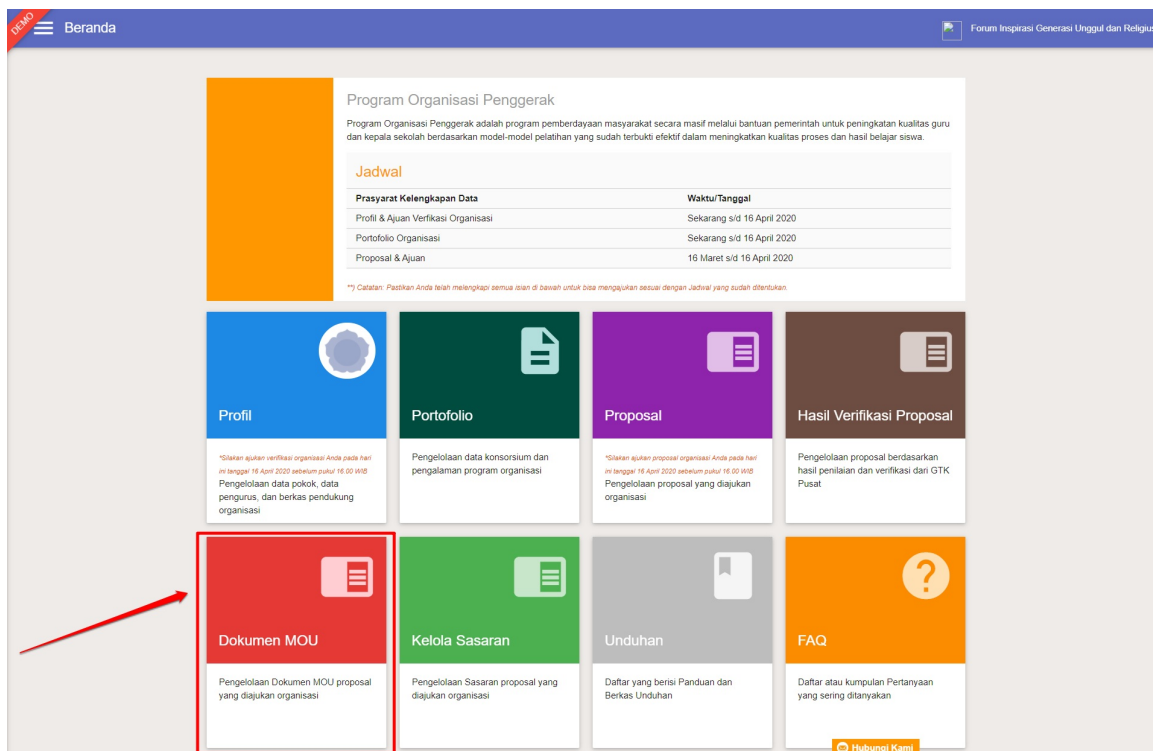 DEMO
Beranda
Forum Inspirasi Generasi Unggul dan Religius
Program Organisasi Penggerak
Program Organisasi Penggerak adalah program pemberdayaan masyarakat secara masif melalui bantuan pemerintah untuk peningkatan kualitas guru
dan kepala sekolah berdasarkan model-model pelatihan yang sudah terbukti efektif dalam meningkatkan kualitas proses dan hasil belajar siswa.
Jadwal
Prasyarat Kelengkapan Data Waktu/Tanggal
Profil & Ajuan Verfikasi Organisasi Sekarang s/d 16 April 2020
Portofolio Organisasi Sekarang s/d 16 April 2020
Proposal & Ajuan 16 Maret s/d 16 April 2020
**) Catatan: Pastikan Anda telah melengkapi semua isian di bawah untuk bisa mengajukan sesuai dengan Jadwal yang sudah ditentukan.
Profil
*Silakan ajukan verifikasi organisasi Anda pada hari
ini tanggal 16 April 2020 sebelum pukul 16.00 WIB
Pengelolaan data pokok, data
pengurus, dan berkas pendukung
organisasi
Portofolio
Pengelolaan data konsorsium dan
pengalaman program organisasi
Proposal
*Silakan ajukan proposal organisasi Anda pada hari
ini tanggal 16 April 2020 sebelum pukul 16.00 WIB
Pengelolaan proposal yang diajukan
organisasi
Hasil Verifikasi Proposal
Pengelolaan proposal berdasarkan
hasil penilaian dan verifikasi dari GTK
Pusat
Dokumen MOU
Pengelolaan Dokumen MOU proposal
yang diajukan organisasi
Kelola Sasaran
Pengelolaan Sasaran proposal yang
diajukan organisasi
Unduhan
Daftar yang berisi Panduan dan
Berkas Unduhan
FAQ
Daftar atau kumpulan Pertanyaan
yang sering ditanyakan
Hubungi Kami